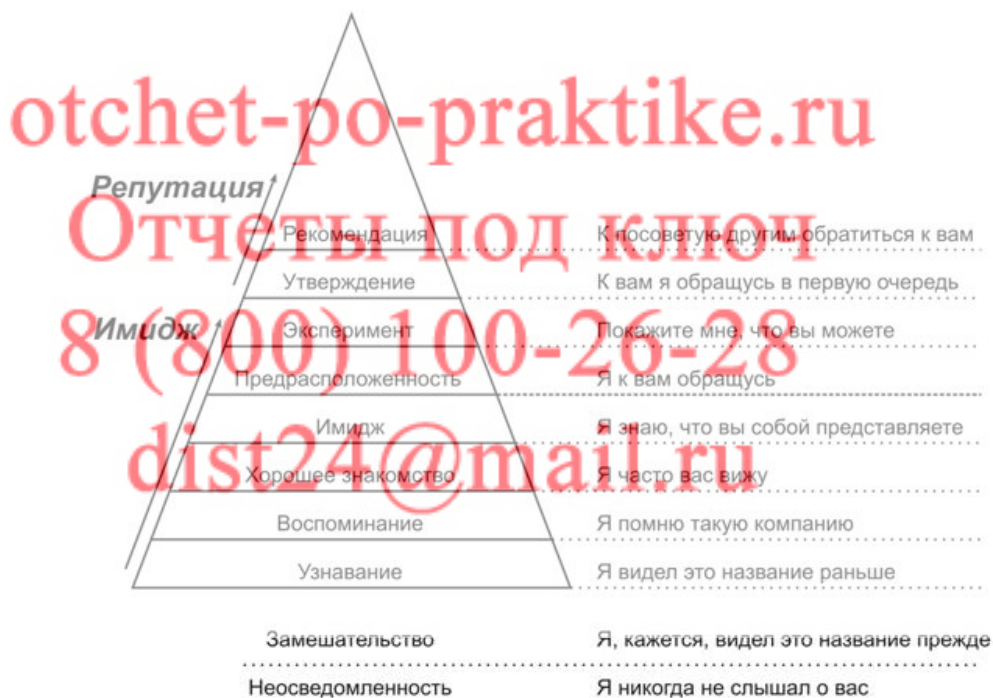 otchet-po-praktike.ru
Репутация
Отчеты под ключ
Рекомендация К посоветую другим обратиться к вам
Утверждение К вам я обращусь в первую очередь
Имидж
8 (800) 100-26-28
Эксперимент Покажите мне, что вы можете
Предрасположенность Я к вам обращусь
Имидж Я знаю, что вы собой представляете
dist24@mail.ru
Хорошее знакомство Я часто вас вижу
Воспоминание Я помню такую компанию
Узнавание Я видел это название раньше
Замешательство Я, кажется, видел это название прежде
Неосведомленность Я никогда не слышал о вас